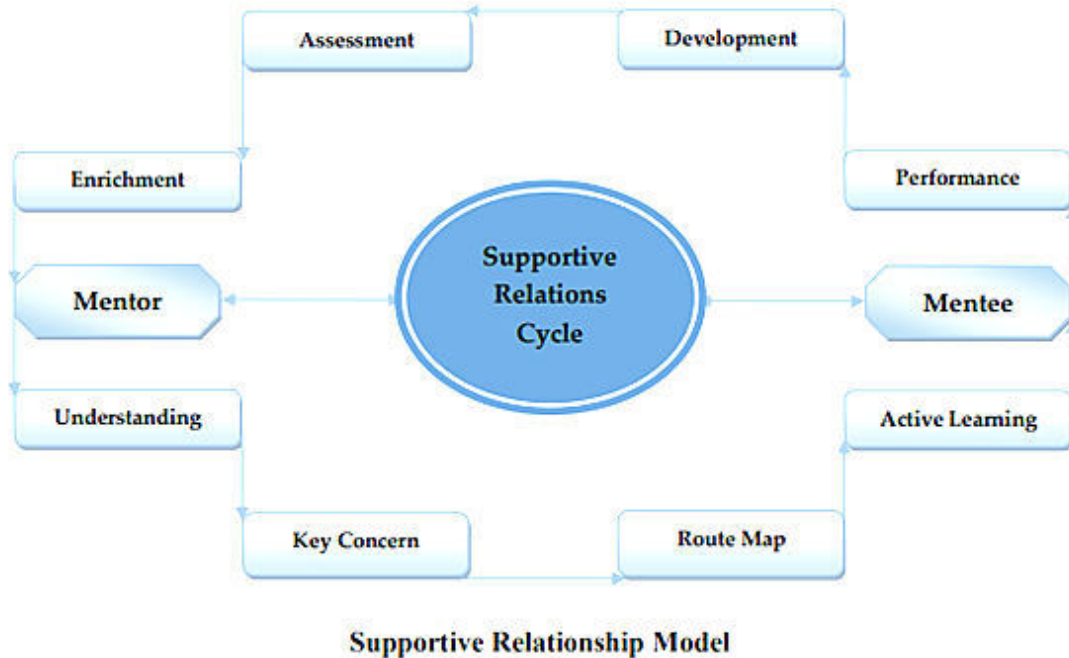 Assessment
Development
Enrichment
Performance
Supportive
Relations
Cycle
Mentor
Mentee
Understanding
Active Learning
Key Concern
Route Map
Supportive Relationship Model